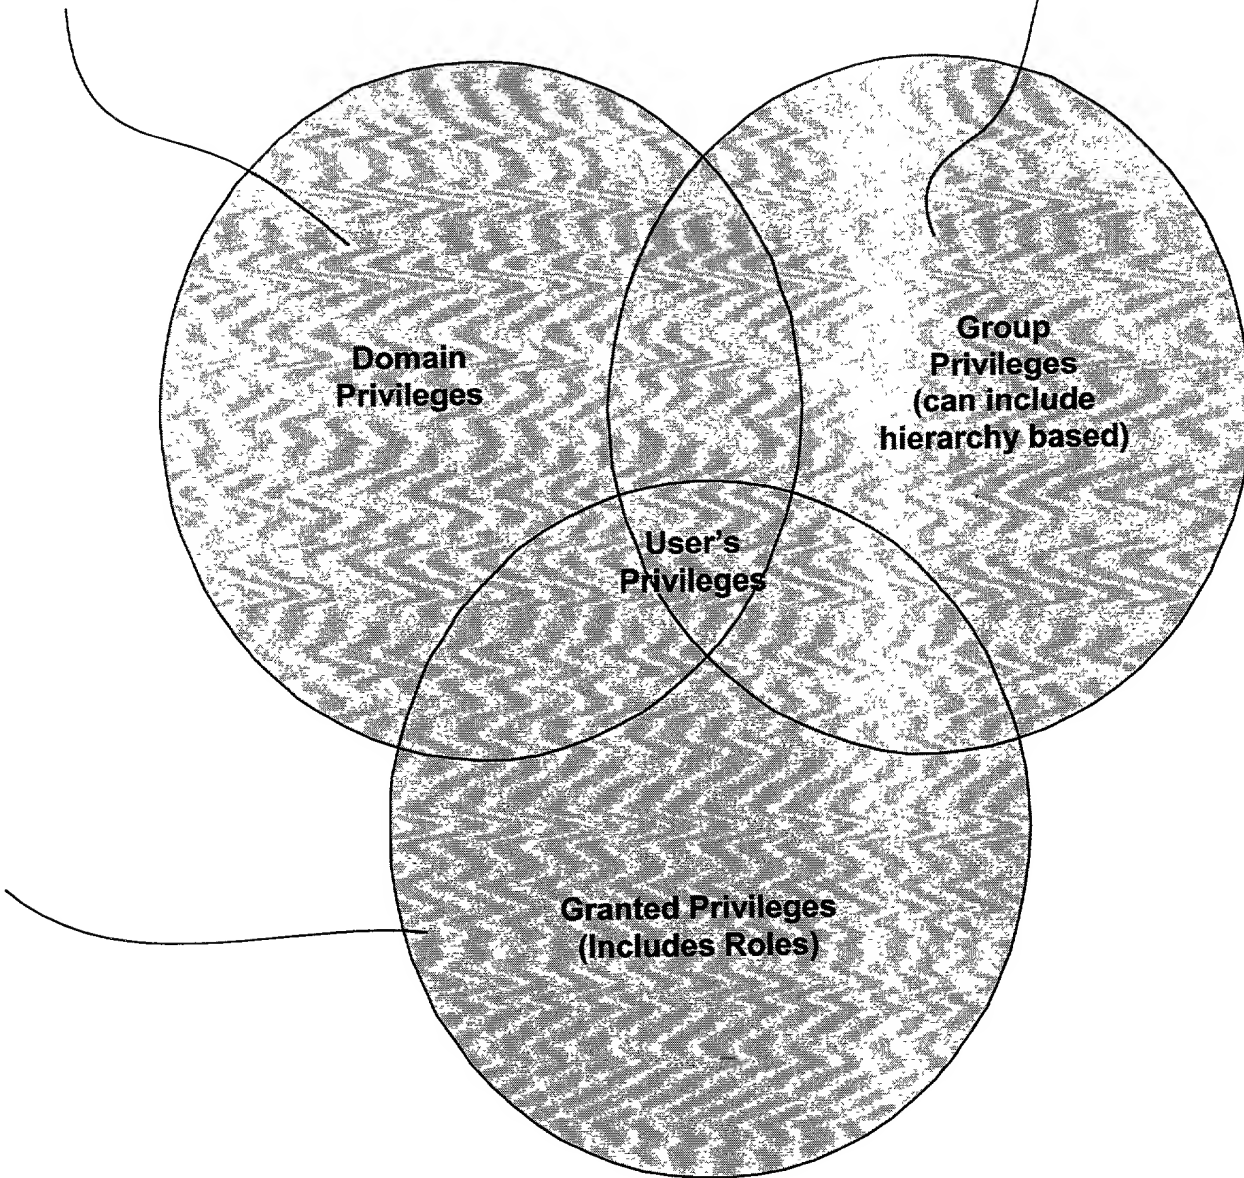 Domain
Privileges
Group
Privileges
(can include
hierarchy based)
User's
Privileges
Granted Privileges
(Includes Roles)